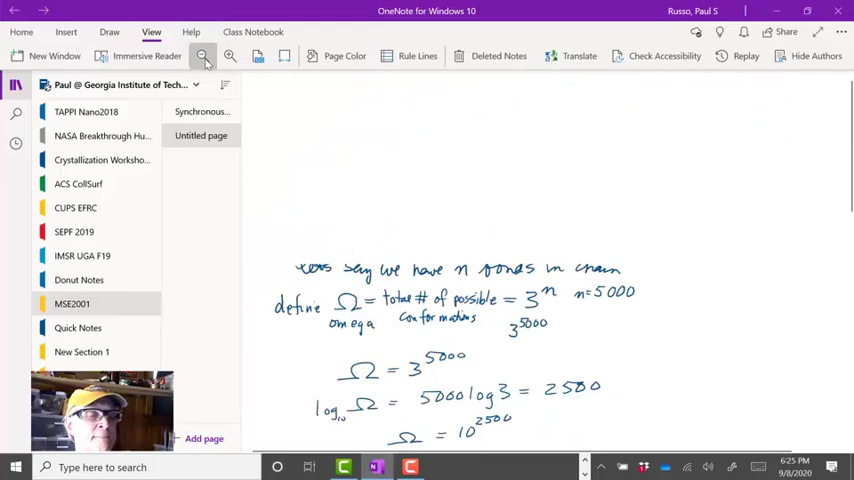 OneNote for Windows 10
Russo, Paul S
Home Insert Draw View Help Class Notebook
Share
New Window Immersive Reader Page Color Rule Lines Deleted Notes Translate Check Accessibility Replay Hide Authors
Paul @ Georgia Institute of Tech...
TAPPI Nano2018
Synchronous...
NASA Breakthrough Hu...
Untitled page
Crystallization Worksho...
ACS CollSurf
CUPS EFRC
SEPF 2019
IMSR UGA F19
Donut Notes
MSE2001
Quick Notes
New Section 1
Add page
say we have n bonds in chain
define Ω = total # of possible = 3^n n=5000
omega conformations 3^5000
Ω = 3^5000
log₁₀ Ω = 5000 log 3 = 2500
Ω = 10^2500
Type here to search
6:25 PM
9/8/2020